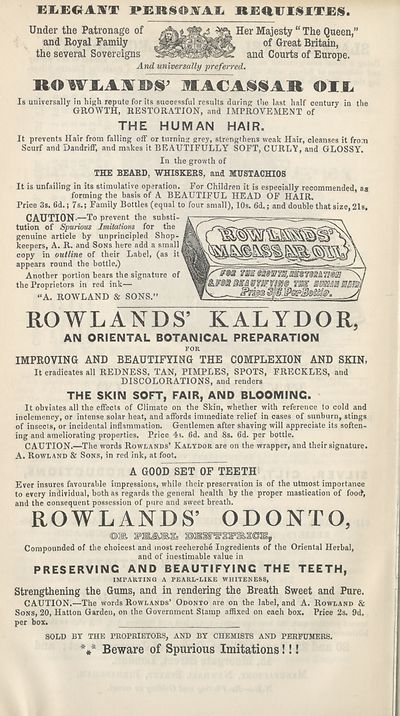 ELEGANT PERSONAL REQUISITES.
Under the Patronage of
and Royal Family
the several Sovereigns
Her Majesty "The Queen,"
of Great Britain,
and Courts of Europe.
And universally preferred.
ROWLANDS' MACASSAR OIL
Is universally in high repute for its successful results during the last half century in the
GROWTH, RESTORATION, and IMPROVEMENT of
THE HUMAN HAIR.
It prevents Hair from falling off or turning grey, strengthens weak Hair, cleanses it from
Scurf and Dandriff, and makes it BEAUTIFULLY SOFT, CURLY, and GLOSSY.
In the growth of
THE BEARD, WHISKERS, and MUSTACHIOS
It is unfailing in its stimulative operation. For Children it is especially recommended, as
forming the basis of A BEAUTIFUL HEAD OF HAIR.
Price 3s. 6d.; 7s.; Family Bottles (equal to four small), 10s. 6d.; and double that size, 21s.
CAUTION.—To prevent the substi-
tution of Spurious Imitations for the
genuine article by unprincipled Shop-
keepers, A. R. and SONS here add a small
copy in outline of their Label, (as it
appears round the bottle.)
Another portion bears the signature of
the Proprietors in red ink—
"A. ROWLAND & SONS."
ROWLANDS'
MACASSAR OIL
FOR THE GROWTH, RESTORATION
& FOR BEAUTIFYING THE HUMAN HAIR
Price 3/6 Per Bottle.
ROWLANDS' KALYDOR,
AN ORIENTAL BOTANICAL PREPARATION
FOR
IMPROVING AND BEAUTIFYING THE COMPLEXION AND SKIN,
It eradicates all REDNESS, TAN, PIMPLES, SPOTS, FRECKLES, and
DISCOLORATIONS, and renders
THE SKIN SOFT, FAIR, AND BLOOMING.
It obviates all the effects of Climate on the Skin, whether with reference to cold and
inclemency, or intense solar heat, and affords immediate relief in cases of sunburn, stings
of insects, or incidental inflammation. Gentlemen after shaving will appreciate its soften-
ing and ameliorating properties. Price 4s. 6d. and 8s. 6d. per bottle.
CAUTION.—The words ROWLANDS' KALYDOR are on the wrapper, and their signature.
A. ROWLAND & SONS, in red ink, at foot.
A GOOD SET OF TEETH
Ever insures favourable impressions, while their preservation is of the utmost importance
to every individual, both as regards the general health by the proper mastication of food,
and the consequent possession of pure and sweet breath.
ROWLANDS' ODONTO,
OR PEARL DENTIFRICE,
Compounded of the choicest and most recherché Ingredients of the Oriental Herbal,
and of inestimable value in
PRESERVING AND BEAUTIFYING THE TEETH,
IMPARTING A PEARL-LIKE WHITENESS,
Strengthening the Gums, and in rendering the Breath Sweet and Pure.
CAUTION.—The words ROWLANDS' ODONTO are on the label, and A. ROWLAND &
SONS, 20, Hatton Garden, on the Government Stamp affixed on each box. Price 2s. 9d.
per box.
SOLD BY THE PROPRIETORS, AND BY CHEMISTS AND PERFUMERS.
*⁎* Beware of Spurious Imitations!!!